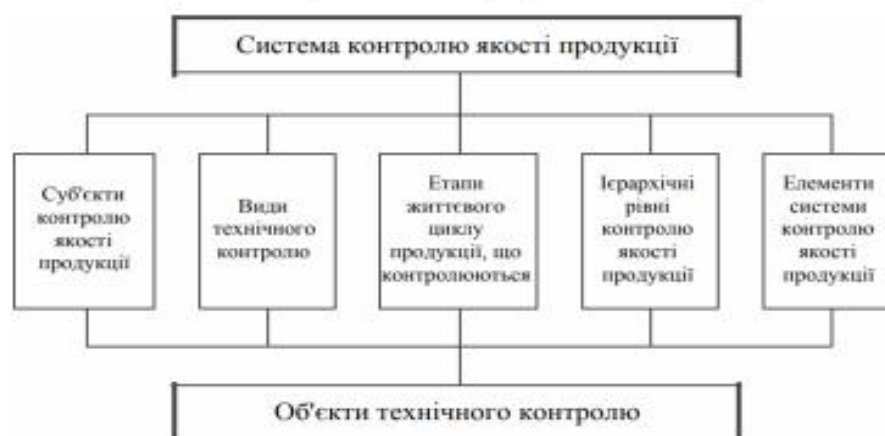 Система контролю якості продукції
Суб'єкти
контролю
якості
продукції
Види
технічного
контролю
Етапи
життєвого
циклу
продукції, що
контролюються
Ієрархічні
рівні
контролю
якості
продукції
Елементи
системи
контролю
якості
продукції
Об'єкти технічного контролю